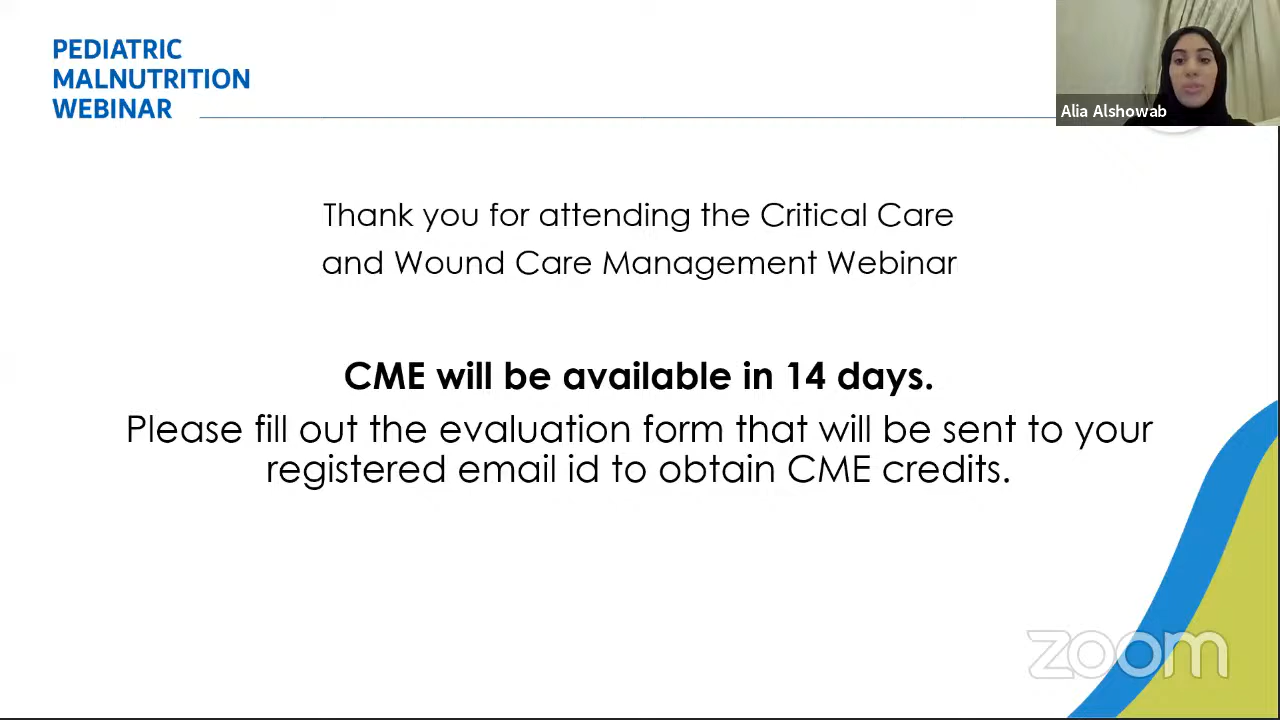 PEDIATRIC
MALNUTRITION
WEBINAR
Alia Alshowab
Thank you for attending the Critical Care
and Wound Care Management Webinar
CME will be available in 14 days.
Please fill out the evaluation form that will be sent to your
registered email id to obtain CME credits.
zoom